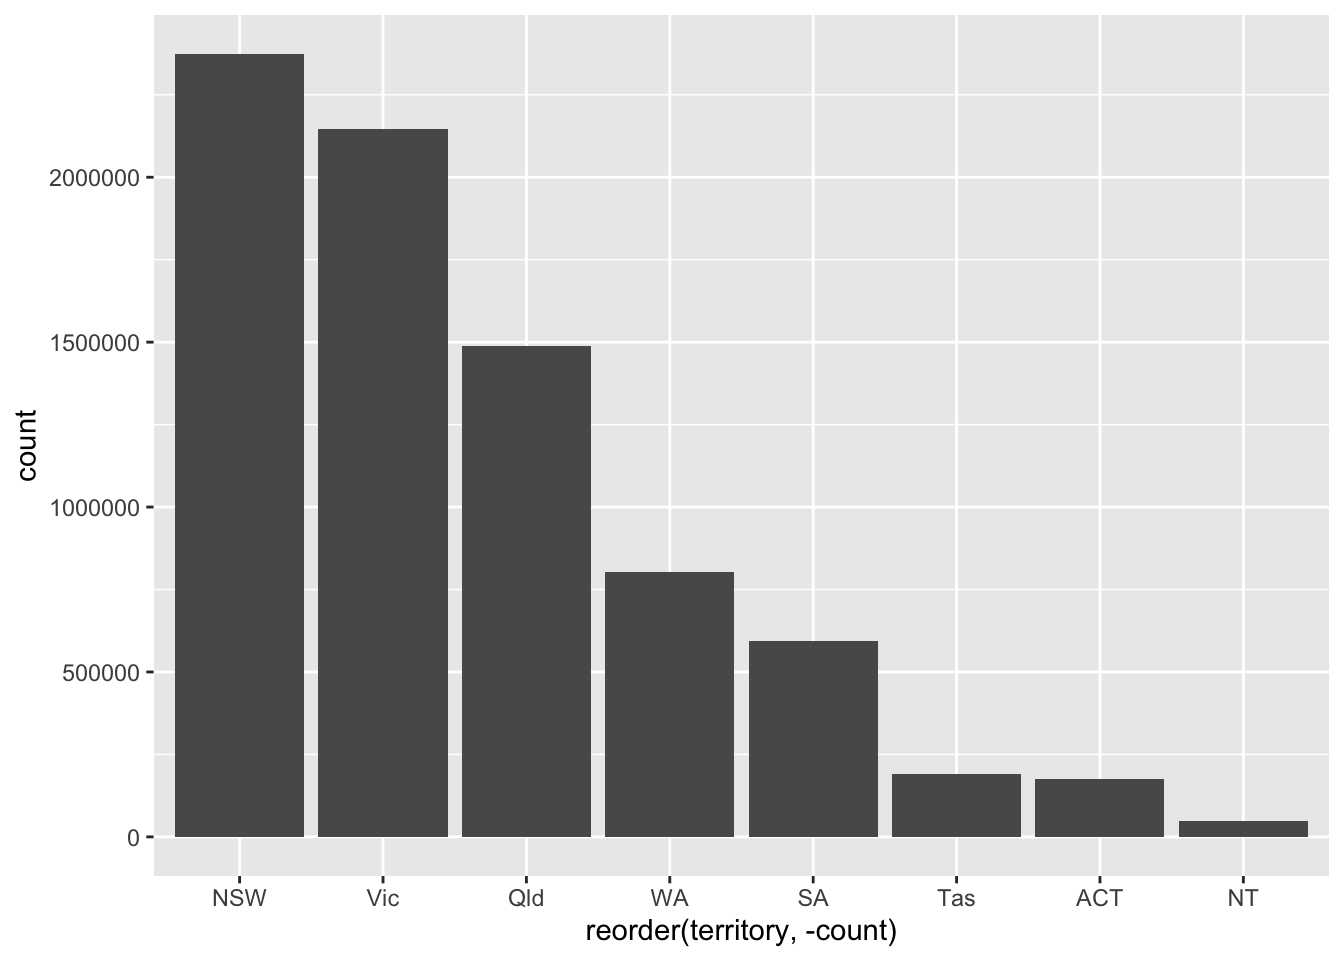 count
2000000
1500000
1000000
500000
0
NSW Vic Qld WA SA Tas ACT NT
reorder(territory, -count)